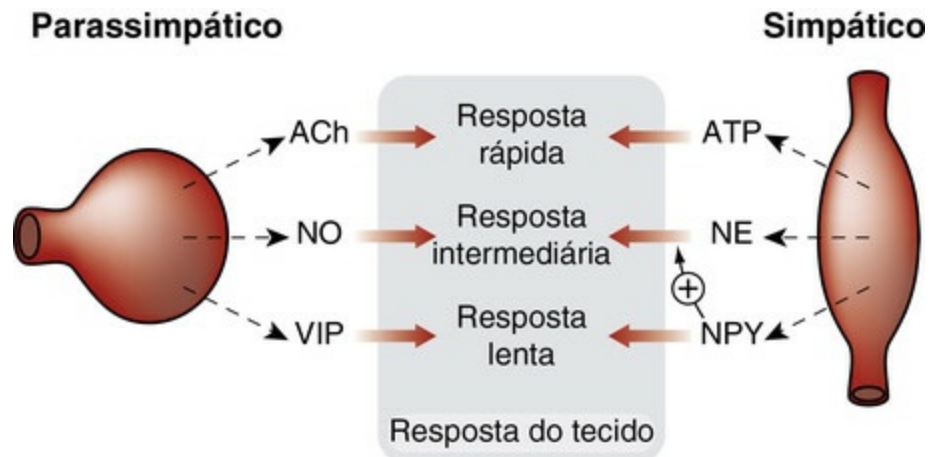 Parassimpático
Simpático
ACh
Resposta
rápida
ATP
NO
Resposta
intermediária
NE
+
VIP
Resposta
lenta
NPY
Resposta do tecido